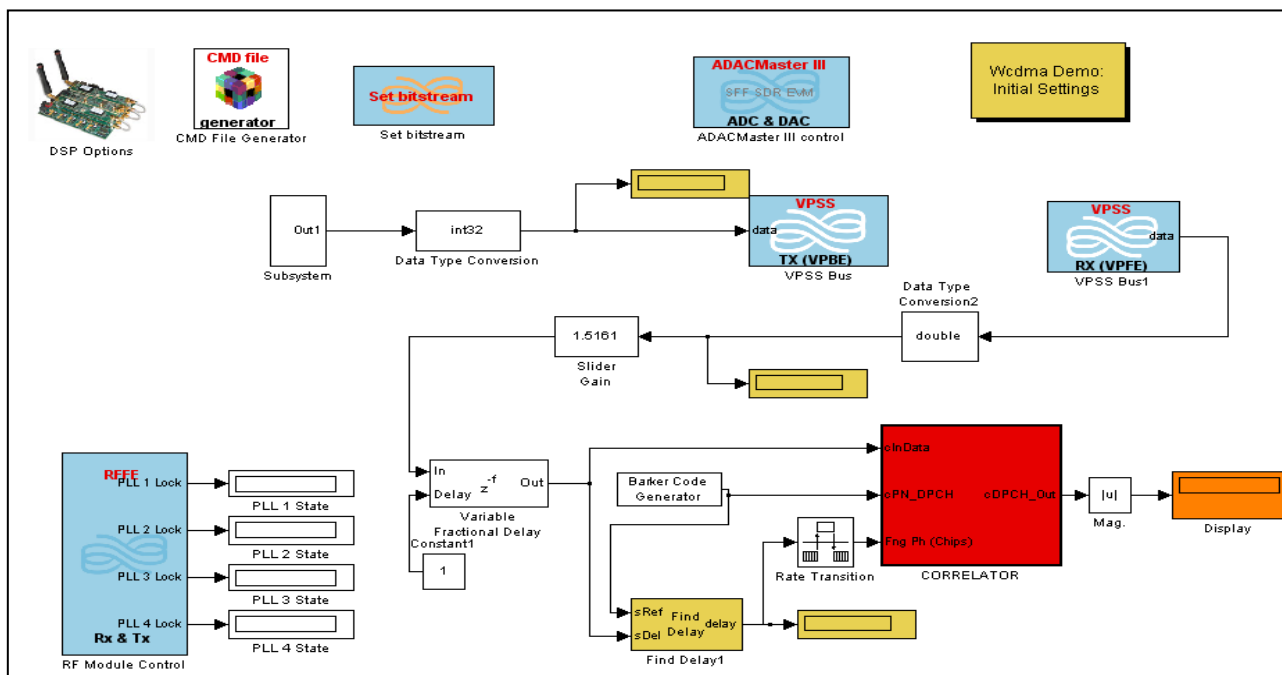 CMD file
generator
CMD File Generator
DSP Options
Set bitstream
Set bitstream
ADACMaster III
SFF SDR EVM
ADC & DAC
ADACMaster III control
Wcdma Demo:
Initial Settings
Out1
Subsystem
int32
Data Type Conversion
VPSS
data
TX (VPBE)
VPSS Bus
VPSS
data
RX (VPFE)
VPSS Bus1
Data Type
Conversion2
double
1.5161
Slider
Gain
RFFE
PLL 1 Lock
PLL 2 Lock
PLL 3 Lock
PLL 4 Lock
Rx & Tx
RF Module Control
PLL 1 State
PLL 2 State
PLL 3 State
PLL 4 State
In
Delay
z-f
Out
Variable
Fractional Delay
Constant1
1
Barker Code
Generator
cInData
cPN_DPCH
cDPCH_Out
Fng Ph (Chips)
CORRELATOR
Rate Transition
|u|
Mag.
Display
sRef
sDel
Find
Delay
delay
Find Delay1